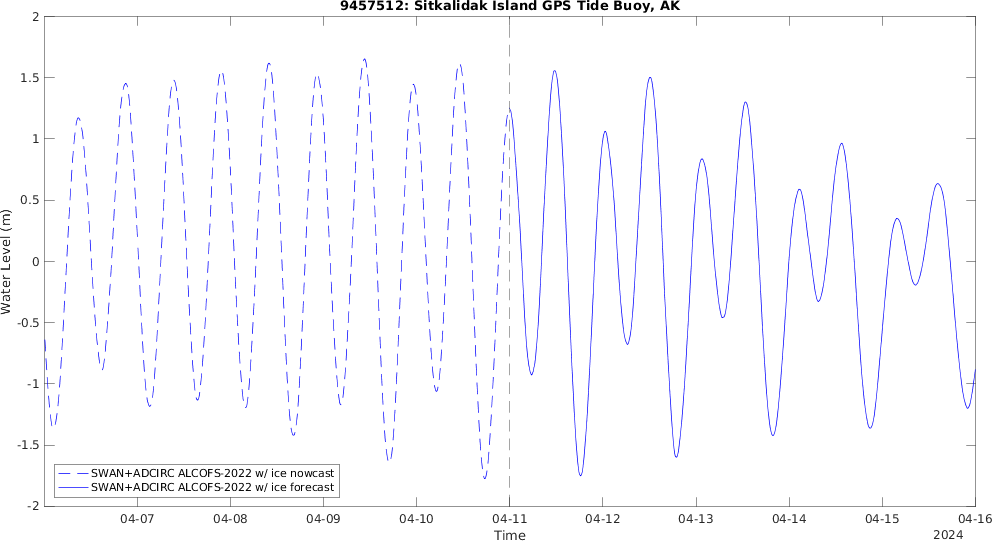 9457512: Sitkalidak Island GPS Tide Buoy, AK
2
1.5
1
0.5
0
-0.5
-1
-1.5
-2
Water Level (m)
SWAN+ADCIRC ALCOFS-2022 w/ ice nowcast
SWAN+ADCIRC ALCOFS-2022 w/ ice forecast
04-07 04-08 04-09 04-10 04-11 04-12 04-13 04-14 04-15 04-16
Time
2024